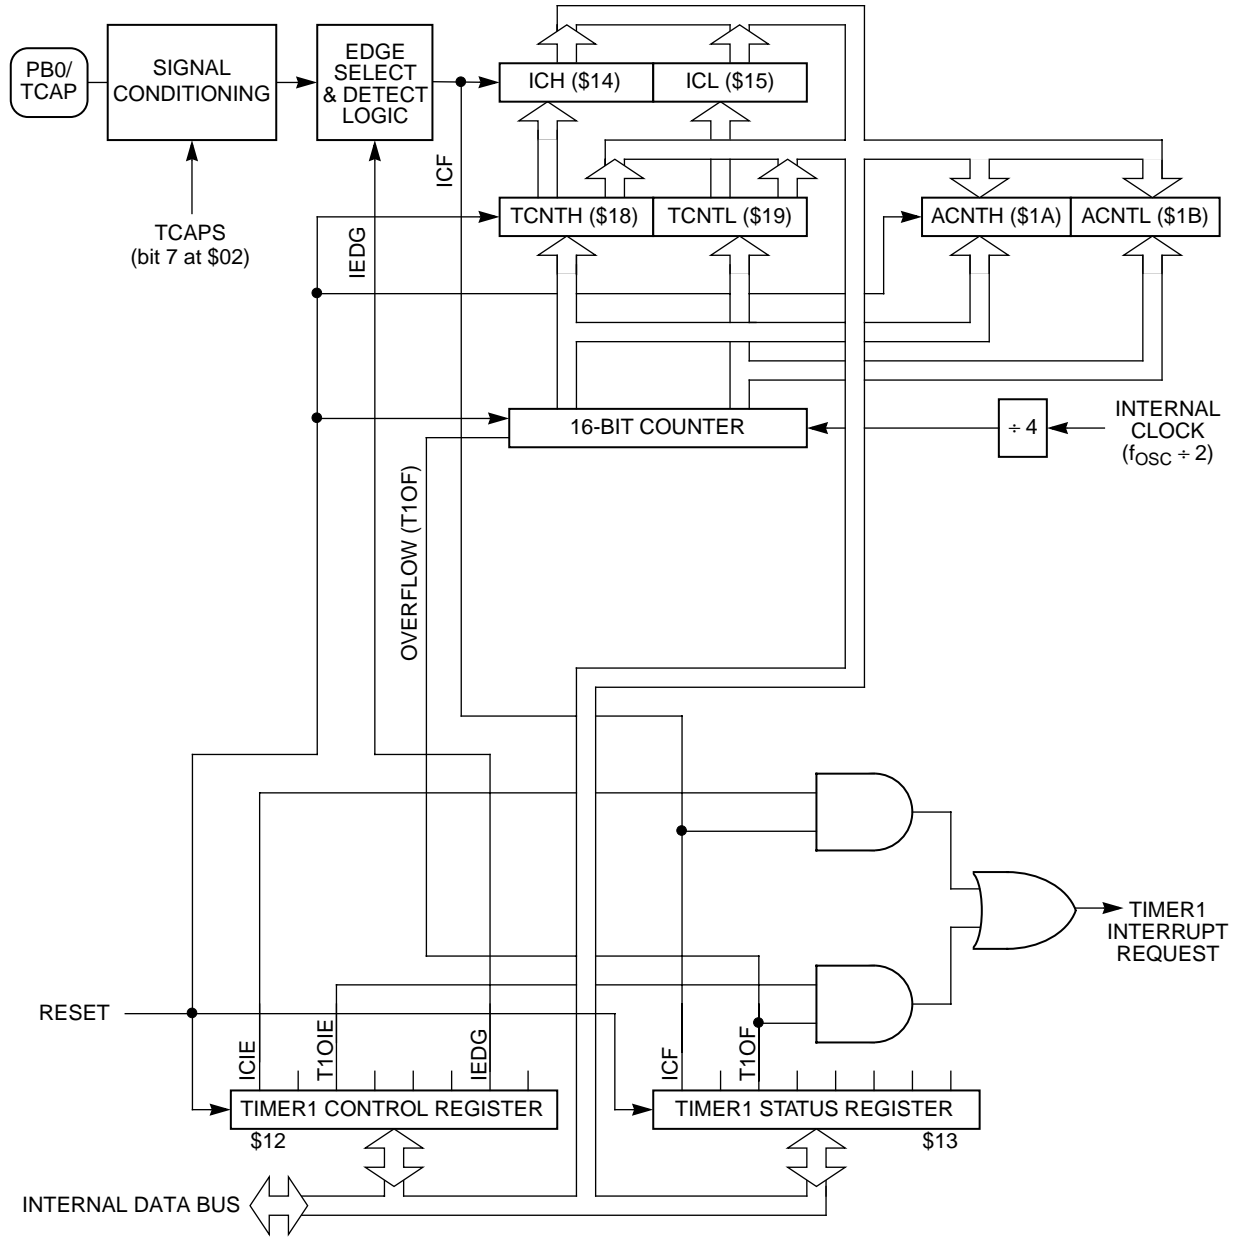 PB0/
TCAP
SIGNAL
CONDITIONING
EDGE
SELECT
& DETECT
LOGIC
ICH ($14)
ICL ($15)
ICF
TCAPS
(bit 7 at $02)
IEDG
TCNTH ($18)
TCNTL ($19)
ACNTH ($1A)
ACNTL ($1B)
16-BIT COUNTER
÷ 4
INTERNAL
CLOCK
(fOSC ÷ 2)
OVERFLOW (T1OF)
TIMER1
INTERRUPT
REQUEST
RESET
ICIE
T1OIE
IEDG
ICF
T1OF
TIMER1 CONTROL REGISTER
$12
TIMER1 STATUS REGISTER
$13
INTERNAL DATA BUS